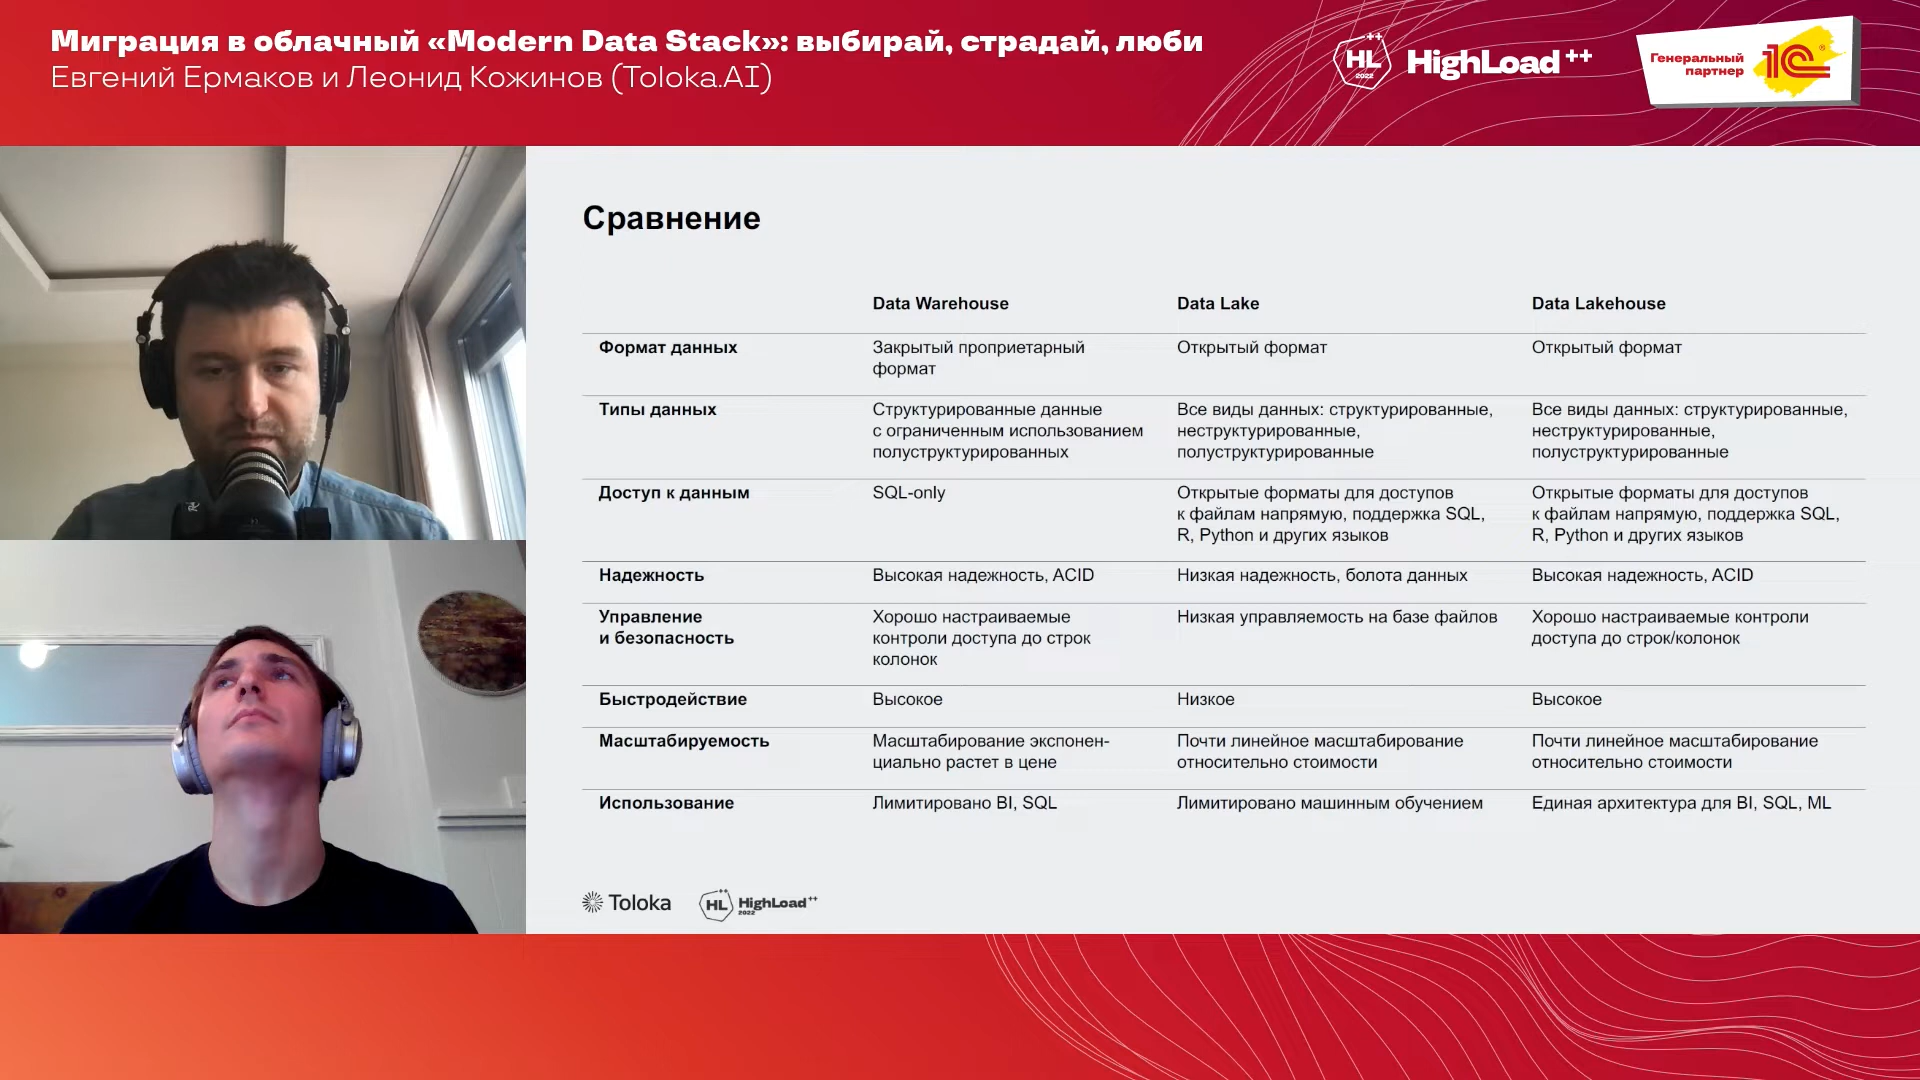 Миграция в облачный «Modern Data Stack»: выбирай, страдай, люби
Евгений Ермаков и Леонид Кожинов (Toloka.AI)
HL++
2022
HighLoad++
Генеральный
партнер
1С®
Сравнение
Data Warehouse Data Lake Data Lakehouse
Формат данных Закрытый проприетарный Открытый формат Открытый формат
формат
Типы данных Структурированные данные Все виды данных: структурированные, Все виды данных: структурированные,
с ограниченным использованием неструктурированные, неструктурированные,
полуструктурированных полуструктурированные полуструктурированные
Доступ к данным SQL-only Открытые форматы для доступов Открытые форматы для доступов
к файлам напрямую, поддержка SQL, к файлам напрямую, поддержка SQL,
R, Python и других языков R, Python и других языков
Надежность Высокая надежность, ACID Низкая надежность, болота данных Высокая надежность, ACID
Управление Хорошо настраиваемые Низкая управляемость на базе файлов Хорошо настраиваемые контроли
и безопасность контроли доступа до строк доступа до строк/колонок
колонок
Быстродействие Высокое Низкое Высокое
Масштабируемость Масштабирование экспонен- Почти линейное масштабирование Почти линейное масштабирование
циально растет в цене относительно стоимости относительно стоимости
Использование Лимитировано BI, SQL Лимитировано машинным обучением Единая архитектура для BI, SQL, ML
Toloka HL++ HighLoad++
2022